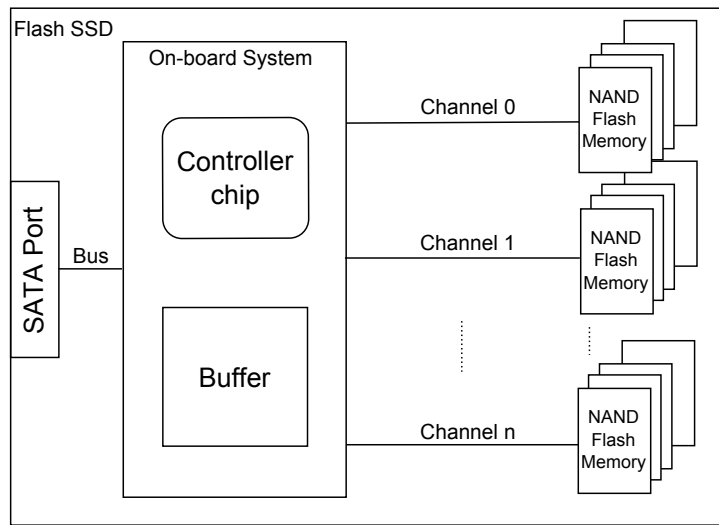 Flash SSD
On-board System
Controller
chip
Buffer
SATA Port
Bus
Channel 0
NAND
Flash
Memory
Channel 1
NAND
Flash
Memory
Channel n
NAND
Flash
Memory